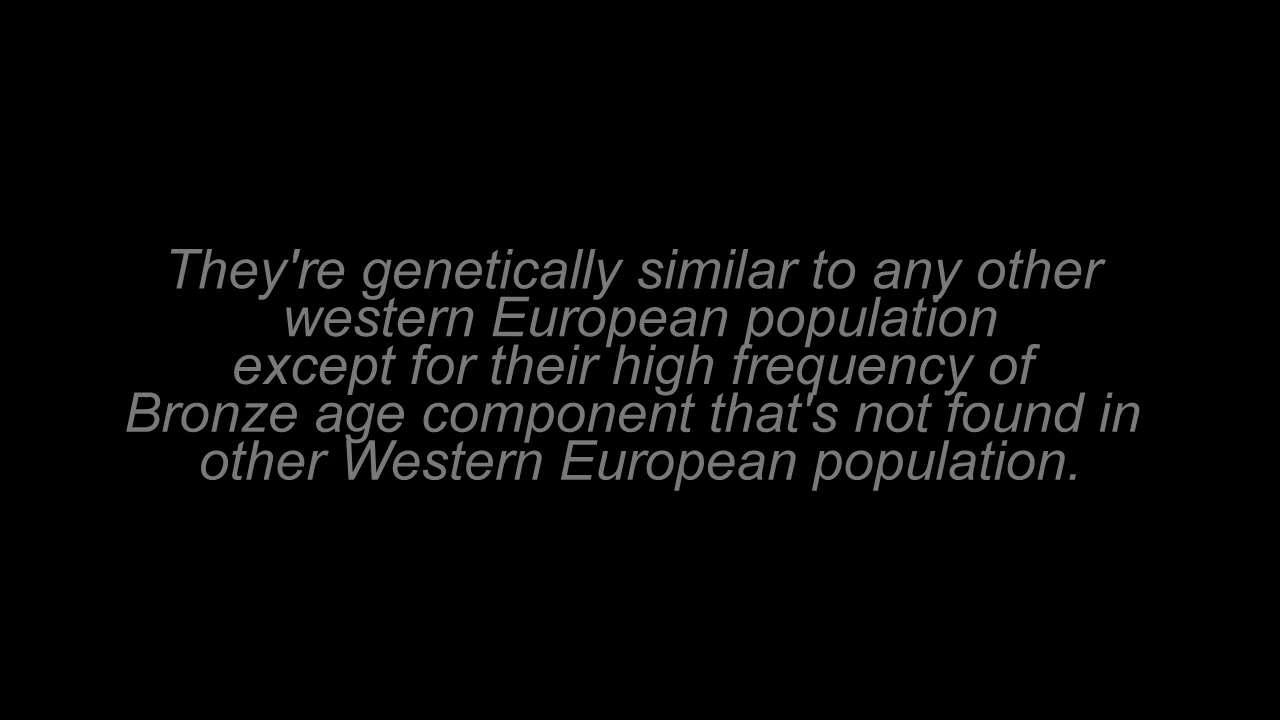 They're genetically similar to any other
western European population
except for their high frequency of
Bronze age component that's not found in
other Western European population.